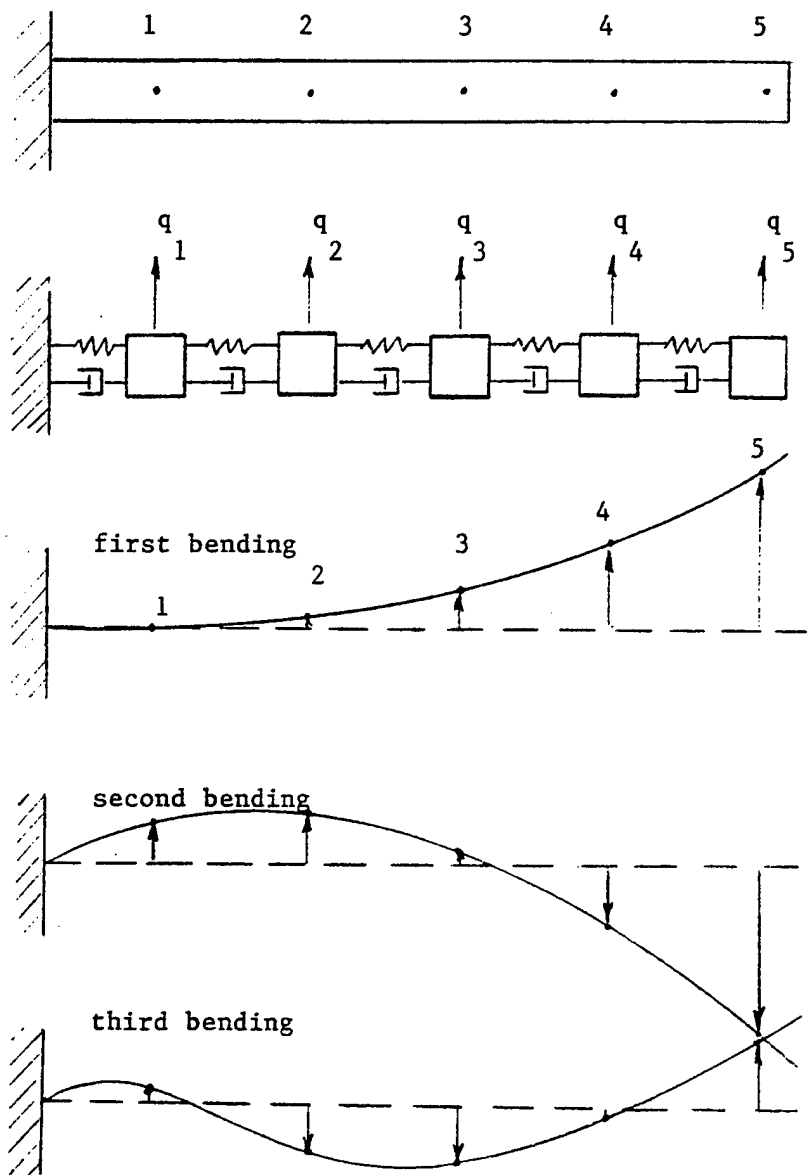 1 2 3 4 5
q q q q q
1 2 3 4 5
5
first bending
4
3
2
1
second bending
third bending